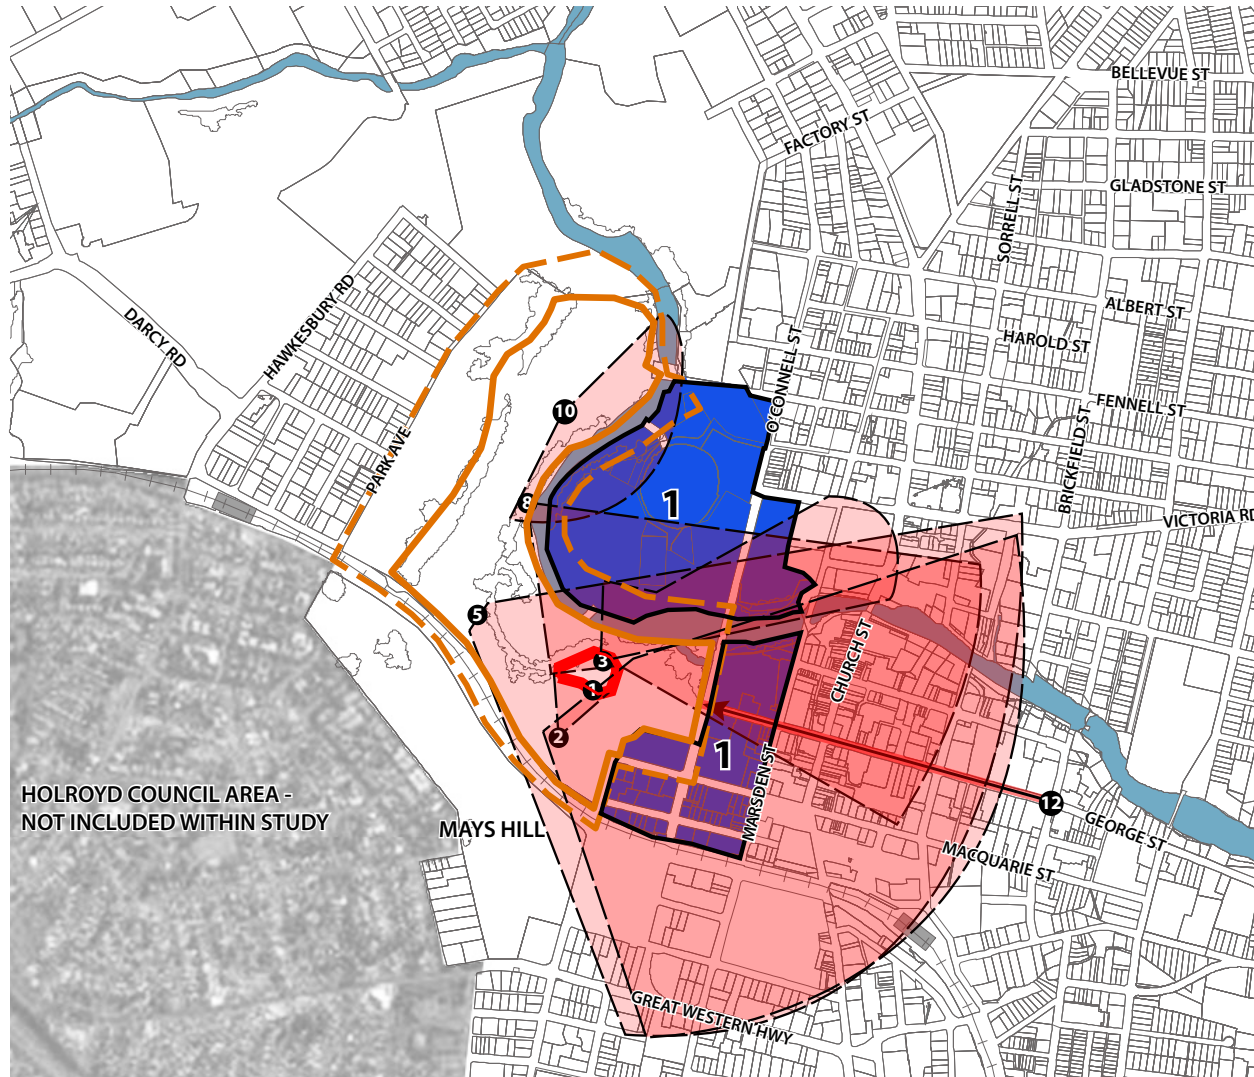 BELLEVUE ST
FACTORY ST
GLADSTONE ST
SORRELL ST
HAWKESBURY RD
ALBERT ST
DARCY RD
HAROLD ST
O'CONNELL ST
FENNELL ST
10
PARK AVE
BRICKFIELD ST
8
1
VICTORIA RD
5
CHURCH ST
3
1
2
1
MARSDEN ST
12
HOLROYD COUNCIL AREA -
NOT INCLUDED WITHIN STUDY
MAYS HILL
GEORGE ST
MACQUARIE ST
GREAT WESTERN HWY